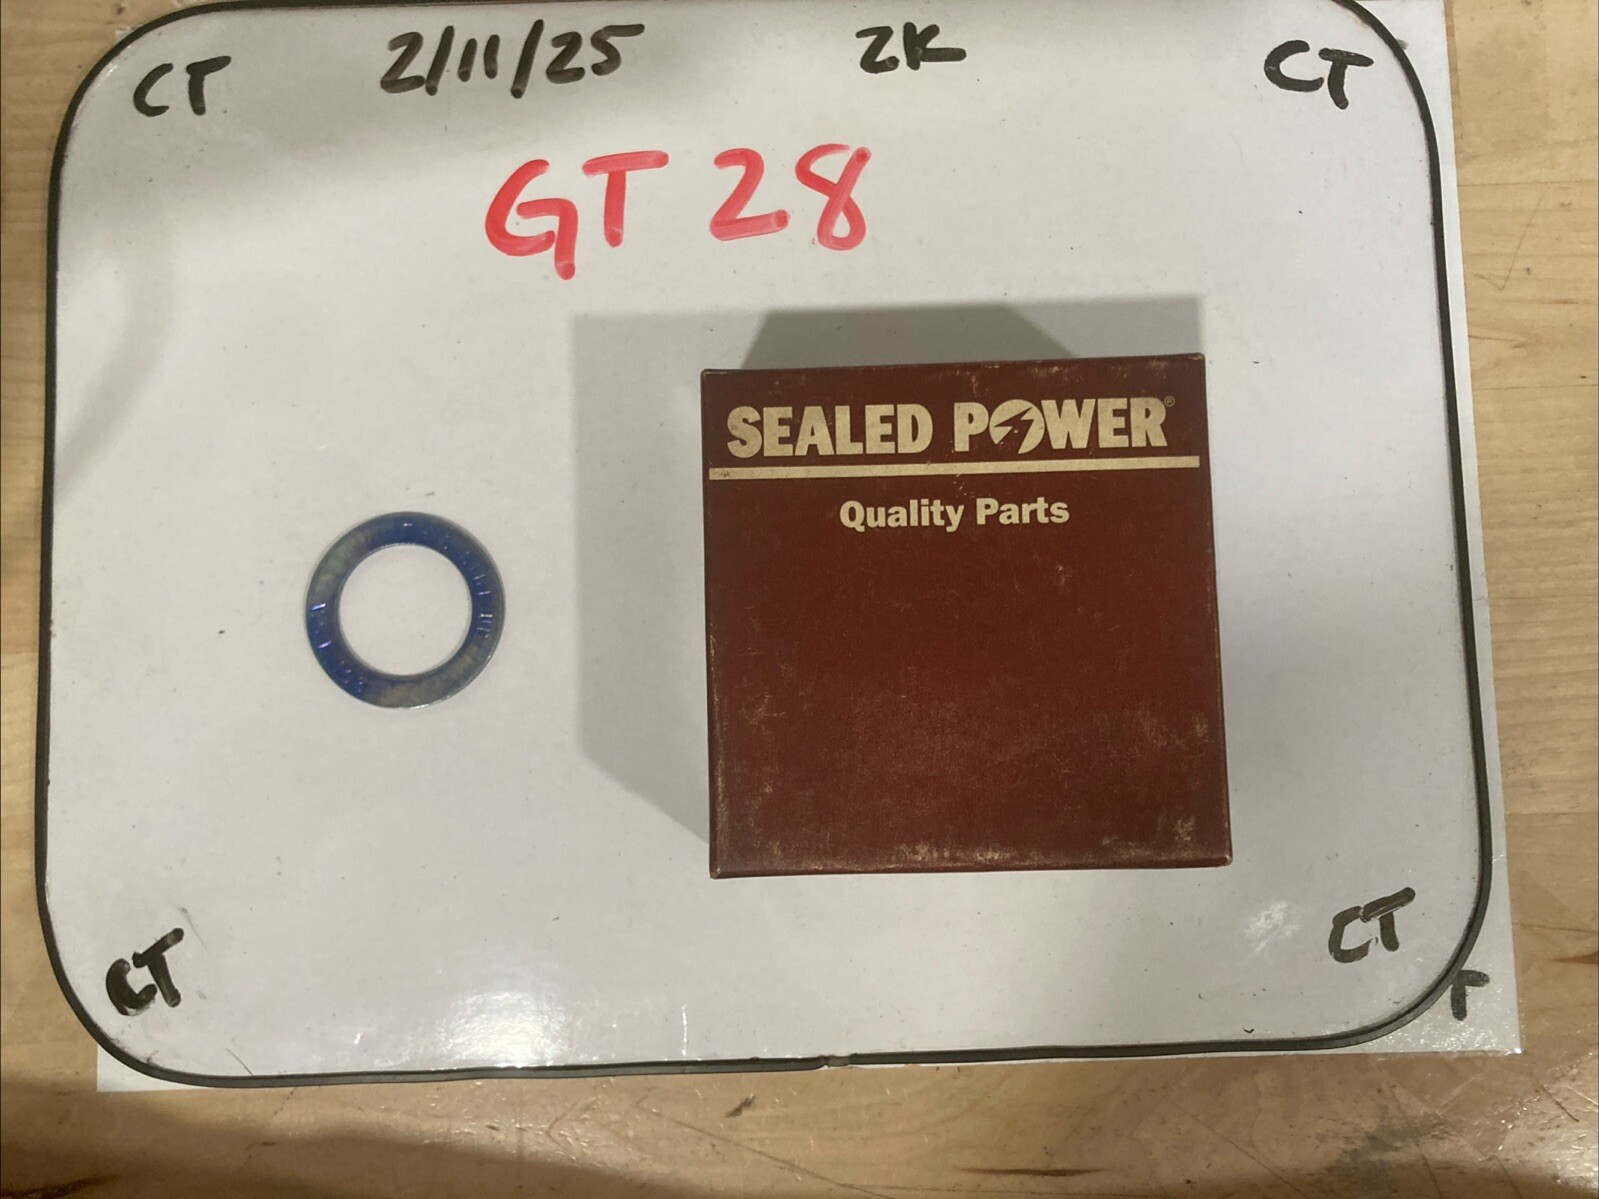 CT 2/11/25 2K CT
GT 28
SEALED POWER®
Quality Parts
CT
CT
T